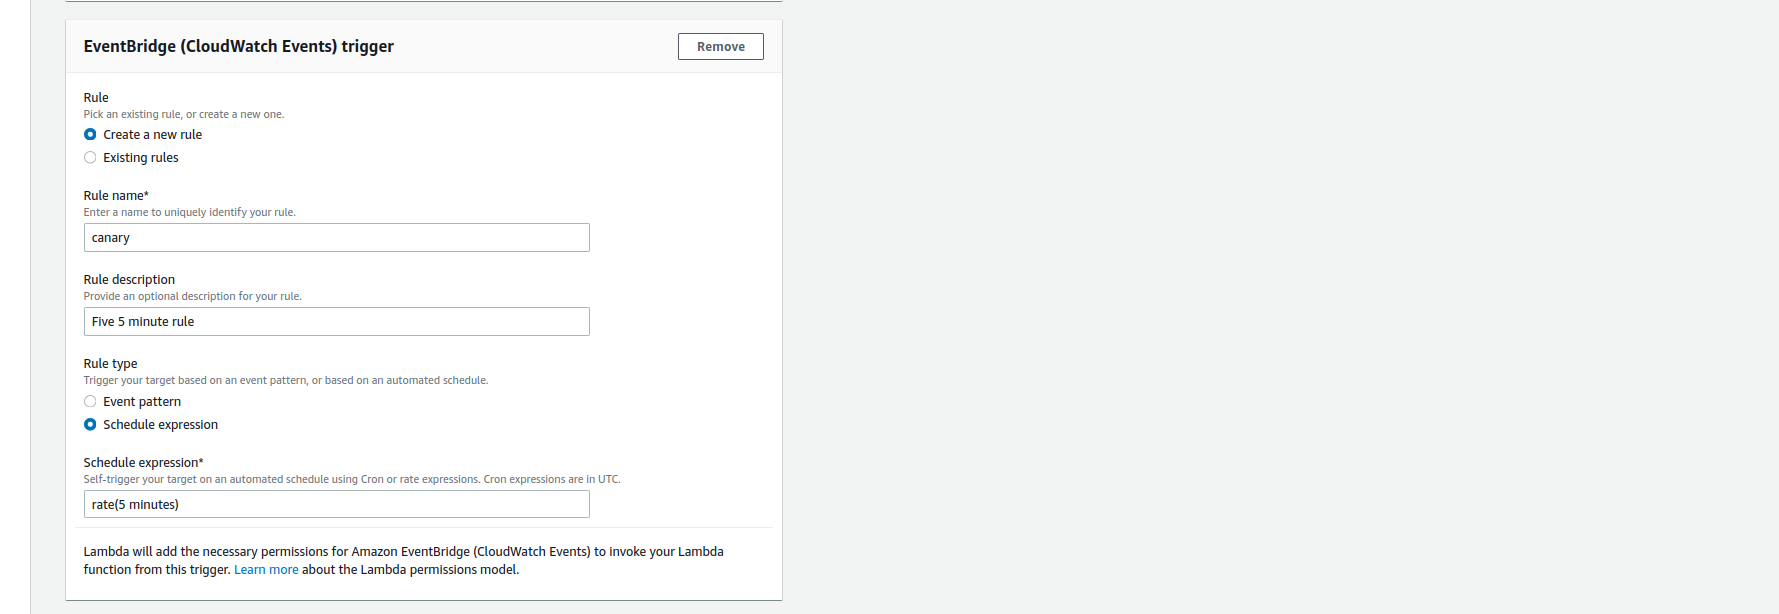 EventBridge (CloudWatch Events) trigger
Remove
Rule
Pick an existing rule, or create a new one.
Create a new rule
Existing rules
Rule name*
Enter a name to uniquely identify your rule.
canary
Rule description
Provide an optional description for your rule.
Five 5 minute rule
Rule type
Trigger your target based on an event pattern, or based on an automated schedule.
Event pattern
Schedule expression
Schedule expression*
Self-trigger your target on an automated schedule using Cron or rate expressions. Cron expressions are in UTC.
rate(5 minutes)
Lambda will add the necessary permissions for Amazon EventBridge (CloudWatch Events) to invoke your Lambda
function from this trigger. Learn more about the Lambda permissions model.